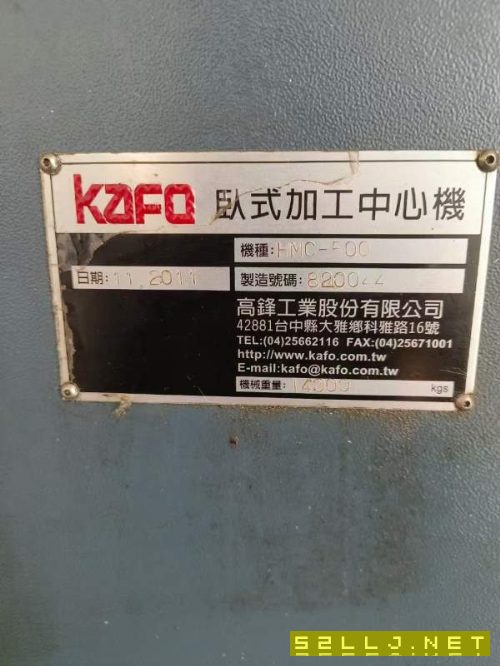 KAFO 臥式加工中心機
機種:HMC-500
日期:11.2011 製造號碼:820044
高鋒工業股份有限公司
42881台中縣大雅鄉科雅路16號
TEL:(04)25662116 FAX:(04)25671001
http://www.kafo.com.tw
E-mail:kafo@kafo.com.tw
機械重量:14000 kgs
52LLJ.NET